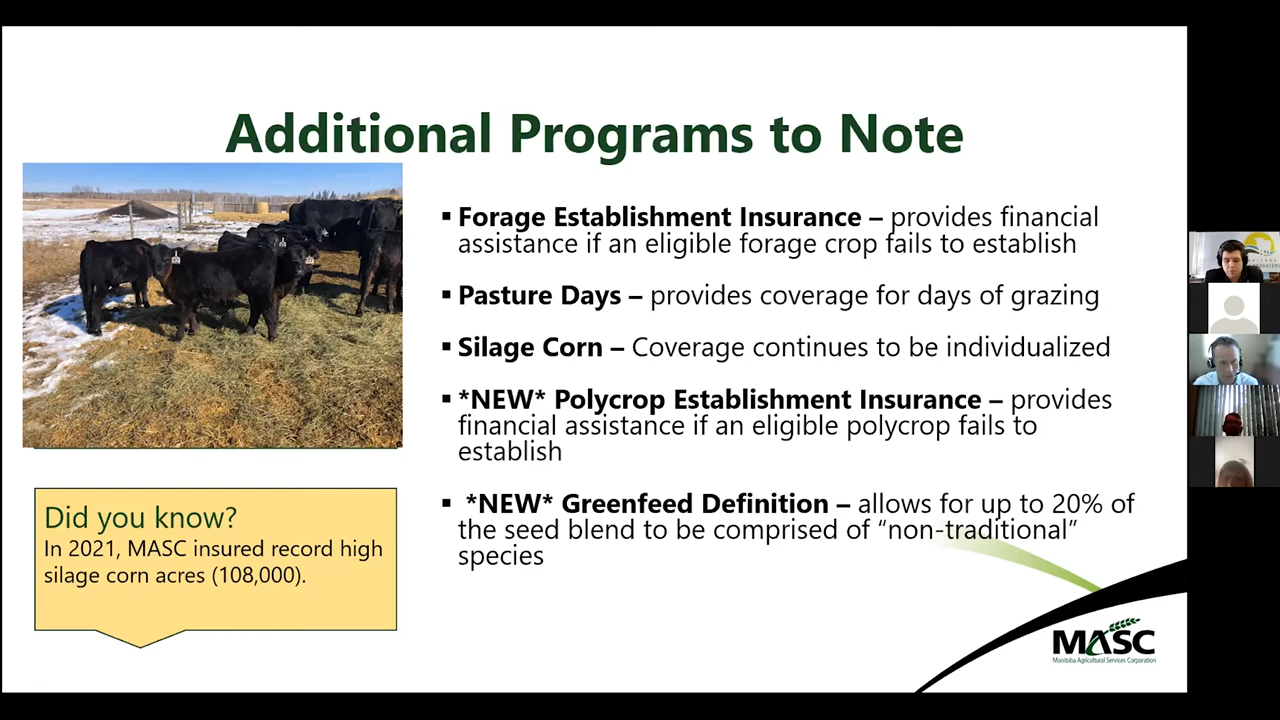 Additional Programs to Note
▪ Forage Establishment Insurance – provides financial
assistance if an eligible forage crop fails to establish
▪ Pasture Days – provides coverage for days of grazing
▪ Silage Corn – Coverage continues to be individualized
▪ *NEW* Polycrop Establishment Insurance – provides
financial assistance if an eligible polycrop fails to
establish
▪ *NEW* Greenfeed Definition – allows for up to 20% of
the seed blend to be comprised of “non-traditional”
species
Did you know?
In 2021, MASC insured record high
silage corn acres (108,000).
MASC
Manitoba Agricultural Services Corporation